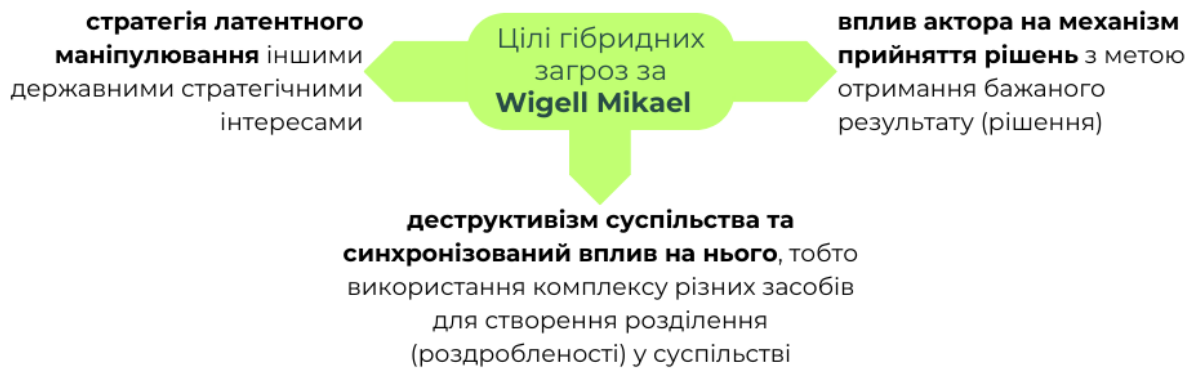 Цілі гібридних
загроз за
Wigell Mikael
стратегія латентного
маніпулювання іншими
державними стратегічними
інтересами
вплив актора на механізм
прийняття рішень з метою
отримання бажаного
результату (рішення)
деструктивізм суспільства та
синхронізований вплив на нього, тобто
використання комплексу різних засобів
для створення розділення
(роздробленості) у суспільстві